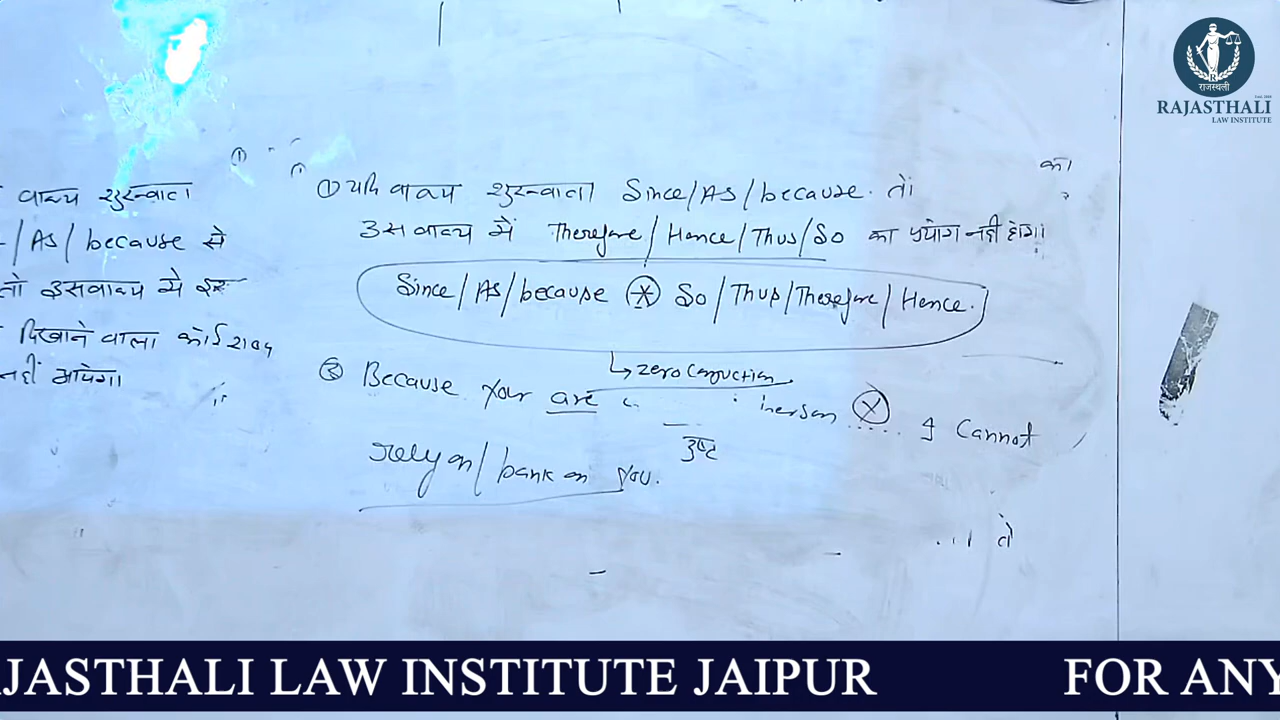 वाक्य शुरुवात
/AS/because से
तो इसवाक्य मे
दिखाने वाला कोई शब्द
नहीं आयेगा
① यदि वाक्य शुरुवात Since/AS/because. तो
उस वाक्य में Therefore/Hence/Thus/So का प्रयोग नहीं होगा।
Since/AS/because So/Thus/Therefore/Hence.
↳ zero Conjuction
② Because your are X I Cannot
rely on/bank on you.
दुष्ट
का
तो
राजस्थली
RAJASTHALI
LAW INSTITUTE
JASTHALI LAW INSTITUTE JAIPUR FOR ANY